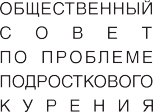 ОБЩЕСТВЕННЫЙ
СОВЕТ
ПО ПРОБЛЕМЕ
ПОДРОСТКОВОГО
КУРЕНИЯ